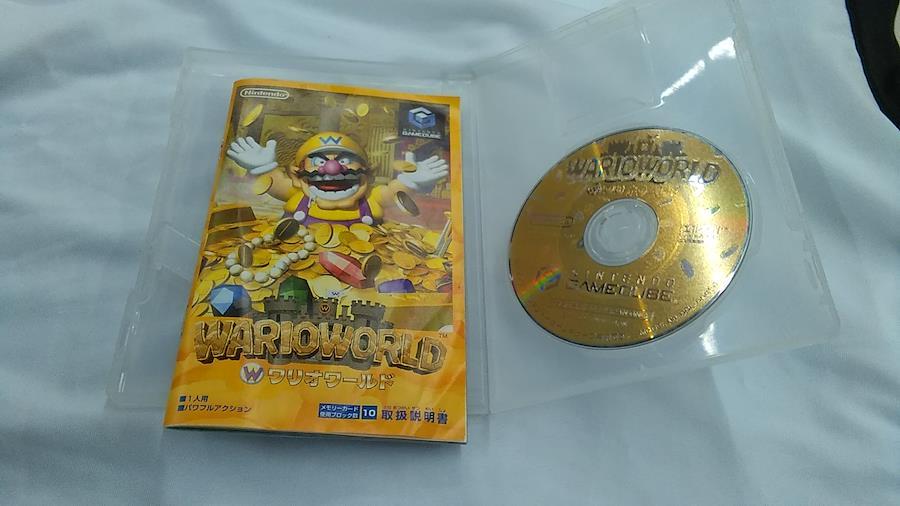 Nintendo
NINTENDO
GAMECUBE
W
WARIOWORLD™
W ワリオワールド
■1人用
■パワフルアクション
メモリーカード
使用ブロック数
10
取扱説明書
WARIOWORLD
NINTENDO
GAMECUBE